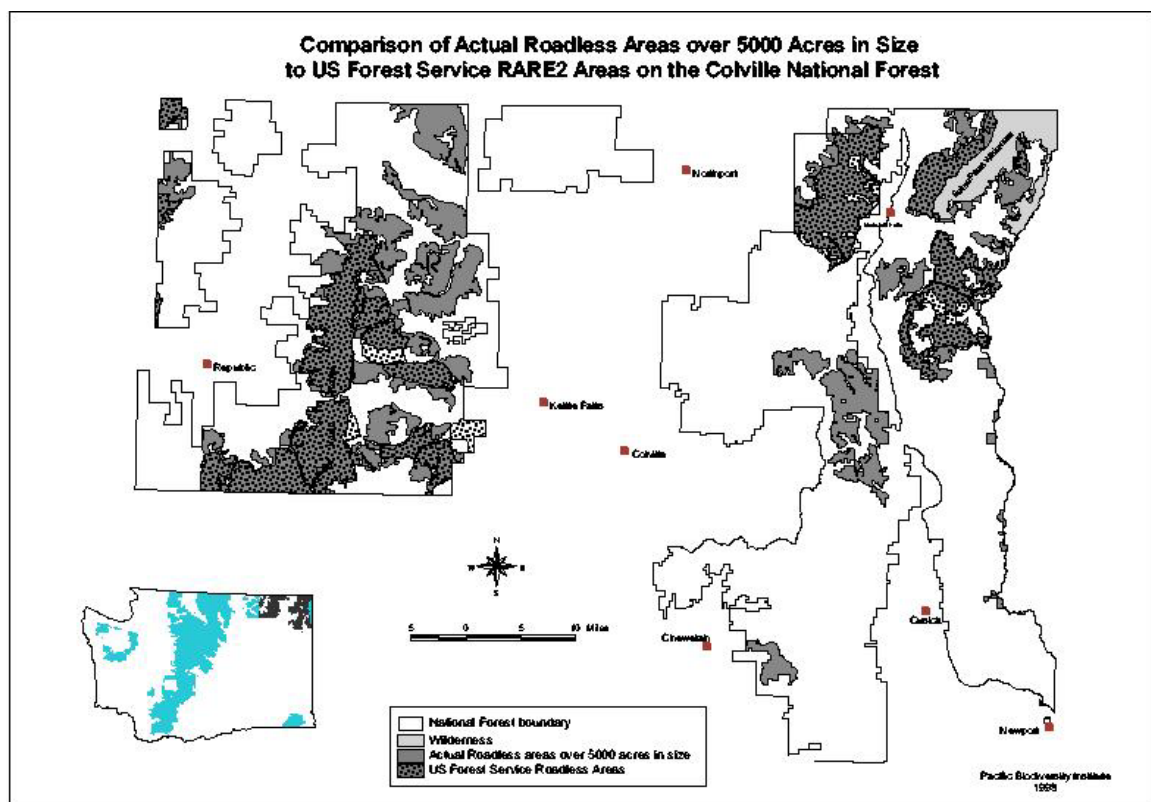 Comparison of Actual Roadless Areas over 5000 Acres in Size
to US Forest Service RARE2 Areas on the Colville National Forest
Northport
Republic
Kettle Falls
Colville
N
W
E
S
5 0 5 10 Miles
Chewelah
Cusick
Newport
National Forest boundary
Wilderness
Actual Roadless areas over 5000 acres in size
US Forest Service Roadless Areas
Pacific Biodiversity Institute
1998